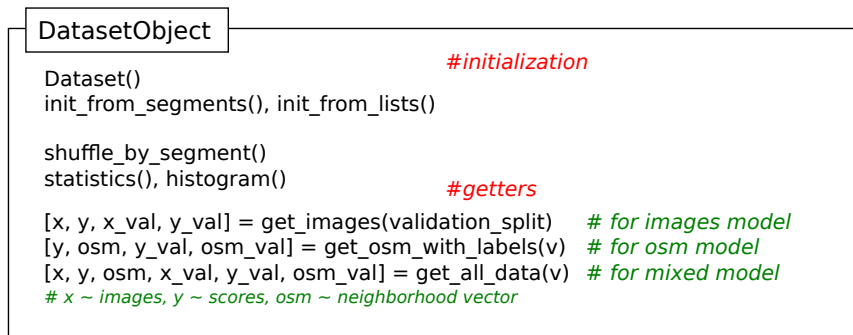 DatasetObject
#initialization
Dataset()
init_from_segments(), init_from_lists()
shuffle_by_segment()
statistics(), histogram()
#getters
[x, y, x_val, y_val] = get_images(validation_split) # for images model
[y, osm, y_val, osm_val] = get_osm_with_labels(v) # for osm model
[x, y, osm, x_val, y_val, osm_val] = get_all_data(v) # for mixed model
# x ~ images, y ~ scores, osm ~ neighborhood vector